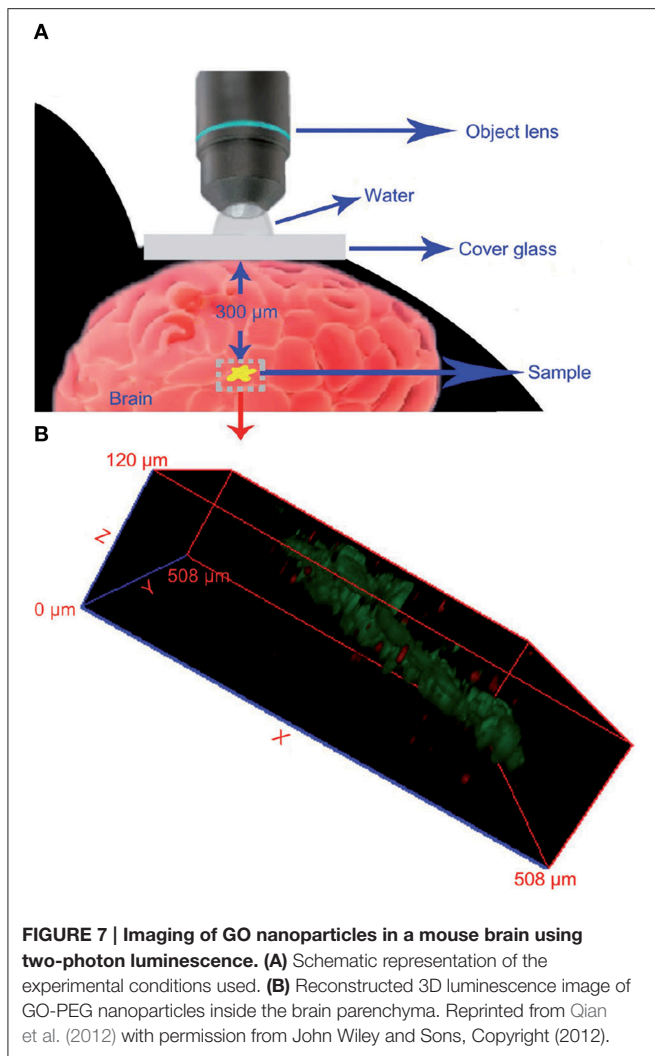 A
Object lens
Water
Cover glass
300 μm
Sample
Brain
B
120 μm
Z
Y
508 μm
0 μm
X
508 μm
FIGURE 7 | Imaging of GO nanoparticles in a mouse brain using
two-photon luminescence. (A) Schematic representation of the
experimental conditions used. (B) Reconstructed 3D luminescence image of
GO-PEG nanoparticles inside the brain parenchyma. Reprinted from Qian
et al. (2012) with permission from John Wiley and Sons, Copyright (2012).